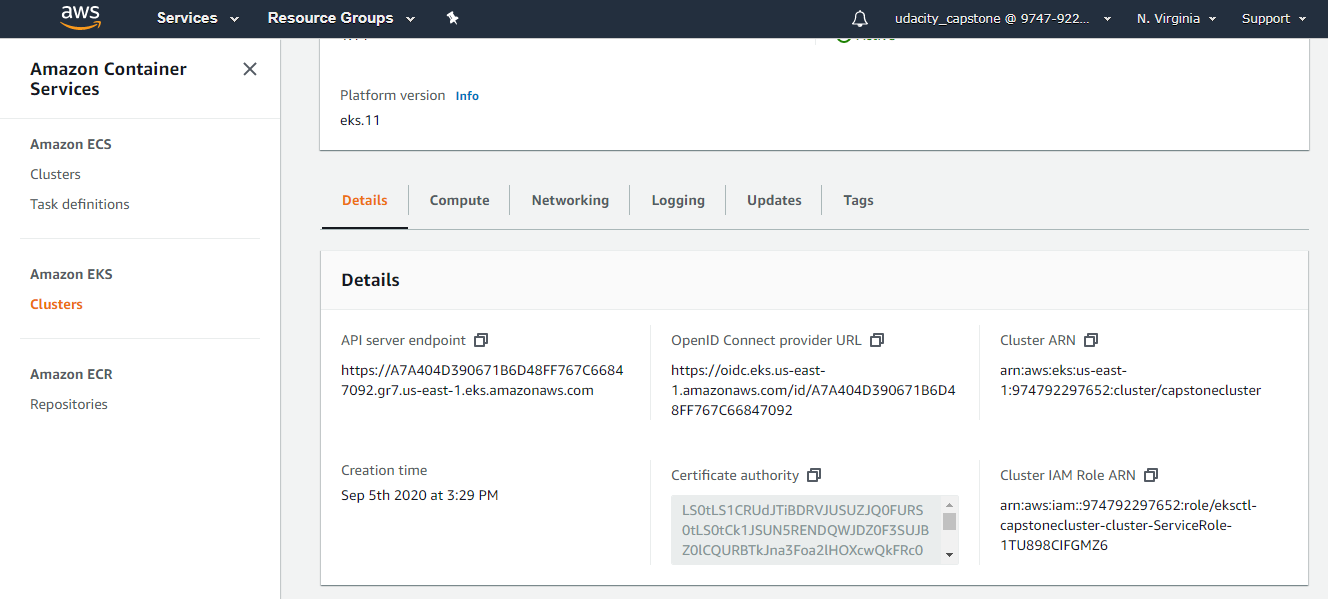 aws
Services
Resource Groups
udacity_capstone @ 9747-922...
N. Virginia
Support
Amazon Container
Services
Amazon ECS
Clusters
Task definitions
Amazon EKS
Clusters
Amazon ECR
Repositories
Platform version Info
eks.11
Details
Compute
Networking
Logging
Updates
Tags
Details
API server endpoint
https://A7A404D390671B6D48FF767C6684
7092.gr7.us-east-1.eks.amazonaws.com
OpenID Connect provider URL
https://oidc.eks.us-east-
1.amazonaws.com/id/A7A404D390671B6D4
8FF767C66847092
Cluster ARN
arn:aws:eks:us-east-
1:974792297652:cluster/capstonecluster
Creation time
Sep 5th 2020 at 3:29 PM
Certificate authority
LS0tLS1CRUdJTiBDRVJUSUZJQ0FURS
0tLS0tCk1JSUN5RENDQWJDZ0F3SUJB
Z0lCQURBTkJna3Foa2lHOXcwQkFRc0
Cluster IAM Role ARN
arn:aws:iam::974792297652:role/eksctl-
capstonecluster-cluster-ServiceRole-
1TU898CIFGMZ6